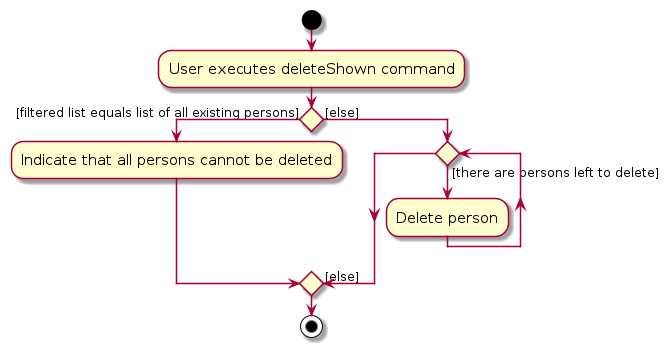 User executes deleteShown command
[filtered list equals list of all existing persons]
[else]
Indicate that all persons cannot be deleted
[there are persons left to delete]
Delete person
[else]